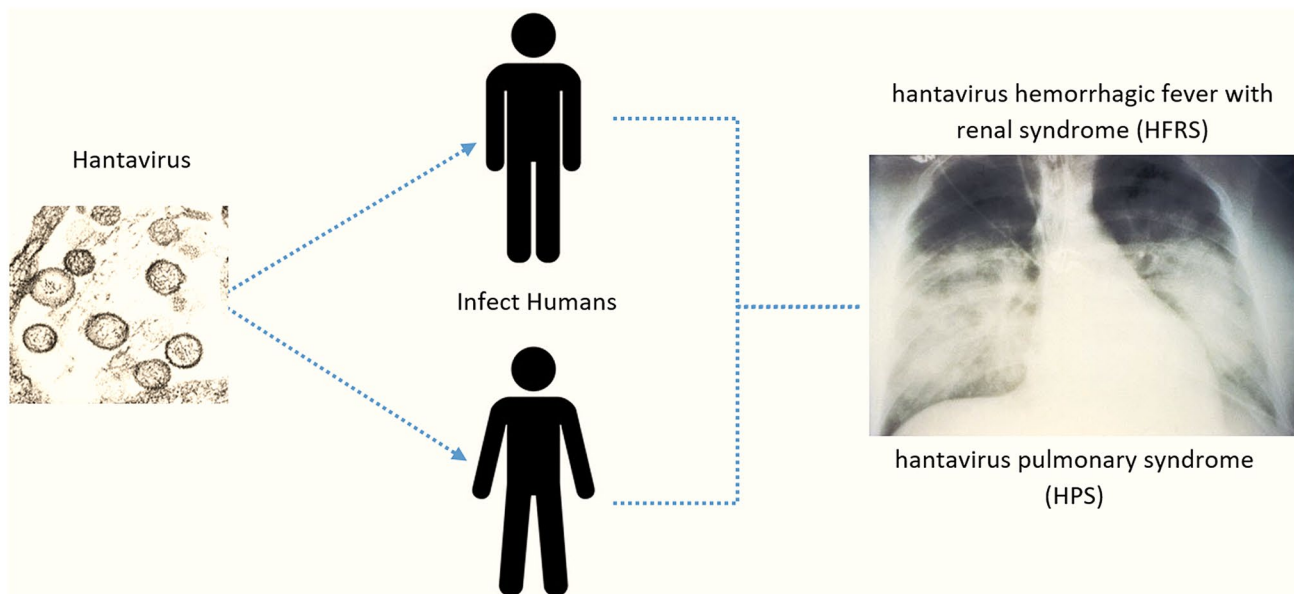 Hantavirus
Infect Humans
hantavirus hemorrhagic fever with
renal syndrome (HFRS)
hantavirus pulmonary syndrome
(HPS)